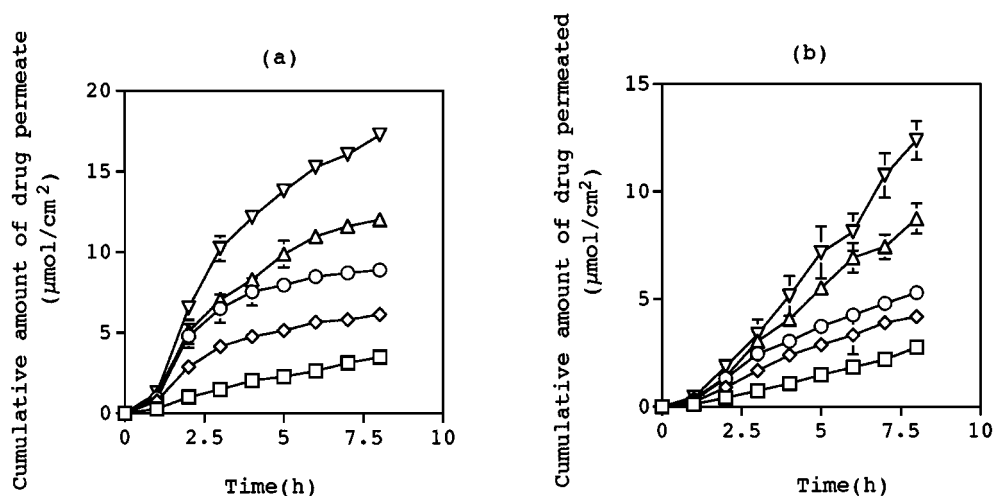 (a)
Cumulative amount of drug permeate
(µmol/cm²)
20
15
10
5
0
0 2.5 5 7.5 10
Time(h)
(b)
Cumulative amount of drug permeated
(µmol/cm²)
15
10
5
0
0 2.5 5 7.5 10
Time(h)